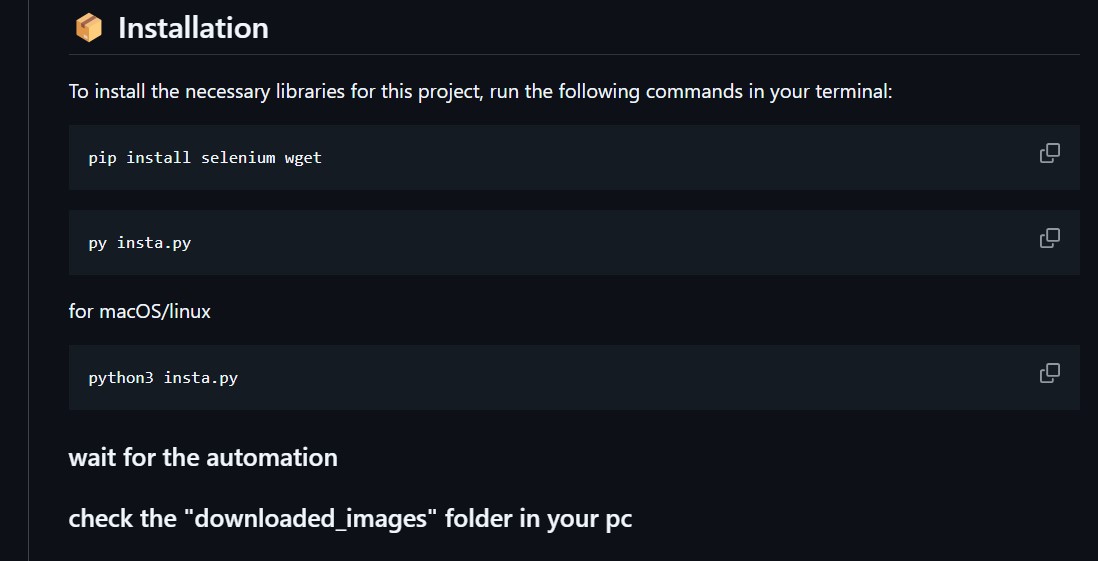 Installation
To install the necessary libraries for this project, run the following commands in your terminal:
pip install selenium wget
py insta.py
for macOS/linux
python3 insta.py
wait for the automation
check the "downloaded_images" folder in your pc